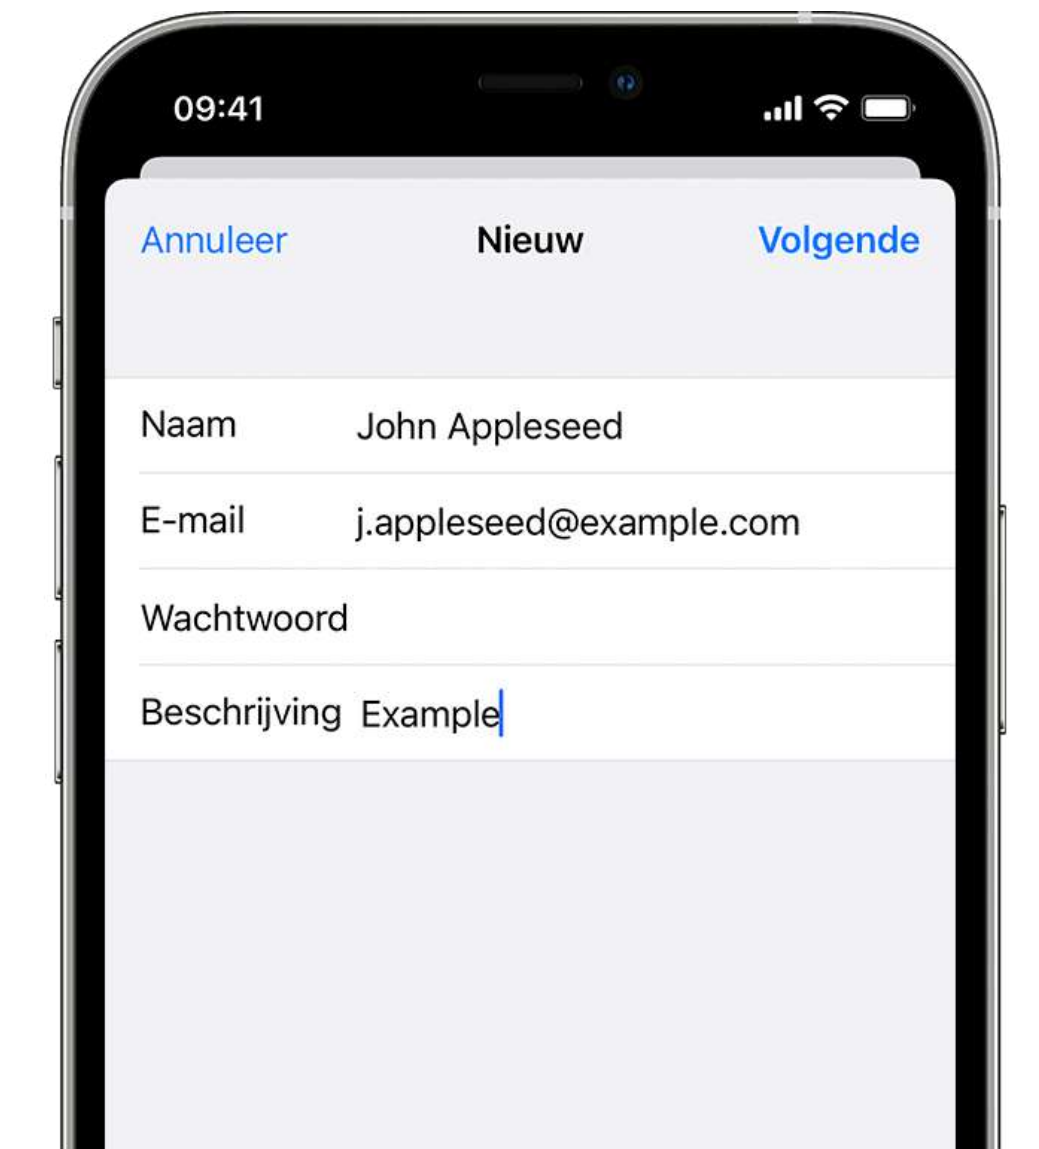 09:41
Annuleer Nieuw Volgende
Naam John Appleseed
E-mail j.appleseed@example.com
Wachtwoord
Beschrijving Example